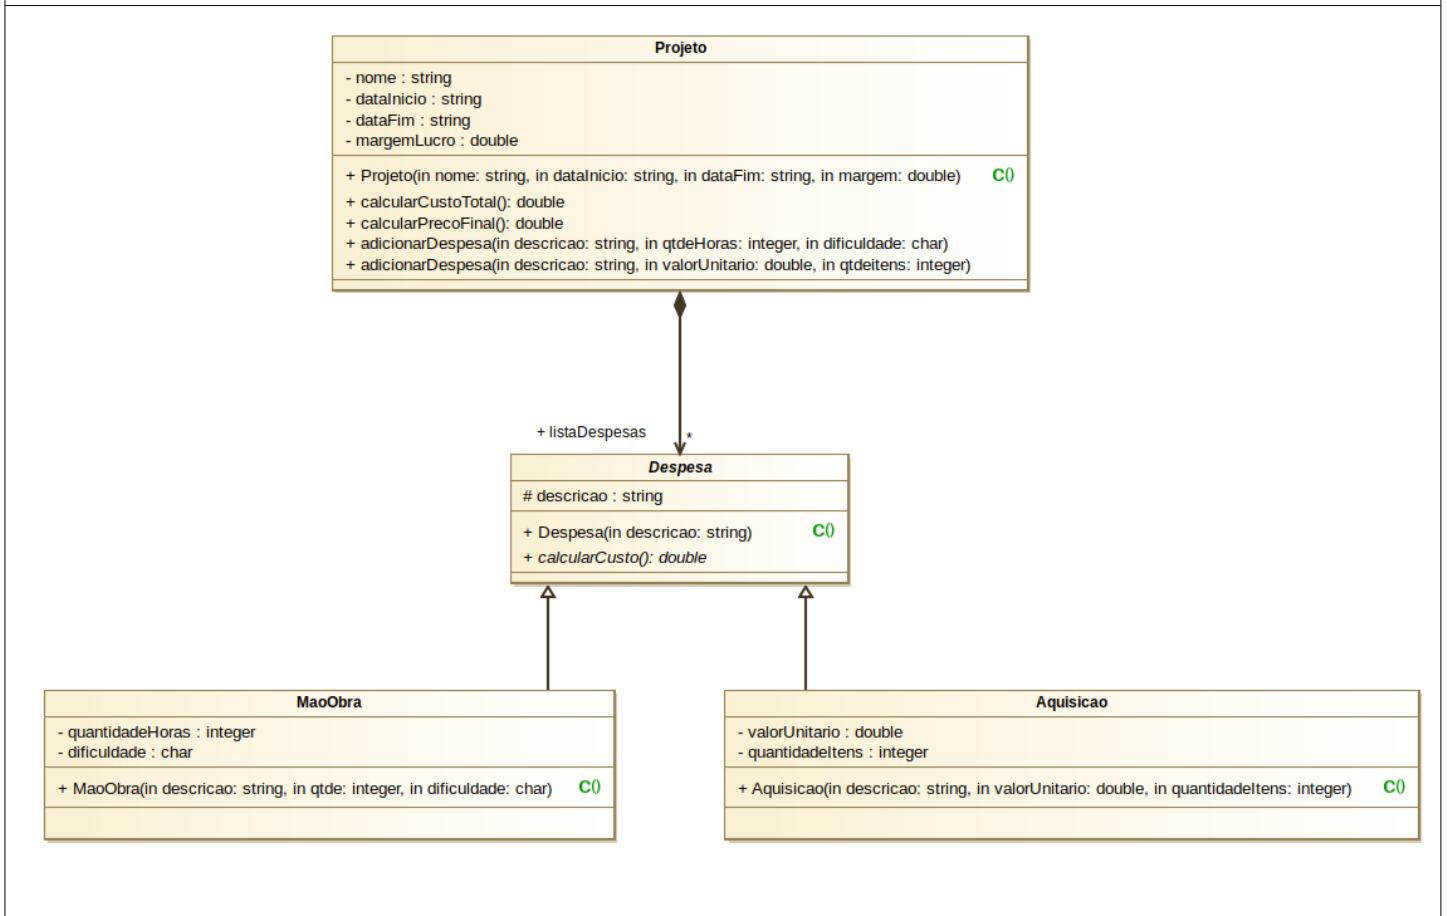 Projeto
- nome : string
- dataInicio : string
- dataFim : string
- margemLucro : double
+ Projeto(in nome: string, in dataInicio: string, in dataFim: string, in margem: double) C()
+ calcularCustoTotal(): double
+ calcularPrecoFinal(): double
+ adicionarDespesa(in descricao: string, in qtdeHoras: integer, in dificuldade: char)
+ adicionarDespesa(in descricao: string, in valorUnitario: double, in qtdeitens: integer)
+ listaDespesas *
Despesa
# descricao : string
+ Despesa(in descricao: string) C()
+ calcularCusto(): double
MaoObra
- quantidadeHoras : integer
- dificuldade : char
+ MaoObra(in descricao: string, in qtde: integer, in dificuldade: char) C()
Aquisicao
- valorUnitario : double
- quantidadeItens : integer
+ Aquisicao(in descricao: string, in valorUnitario: double, in quantidadeItens: integer) C()